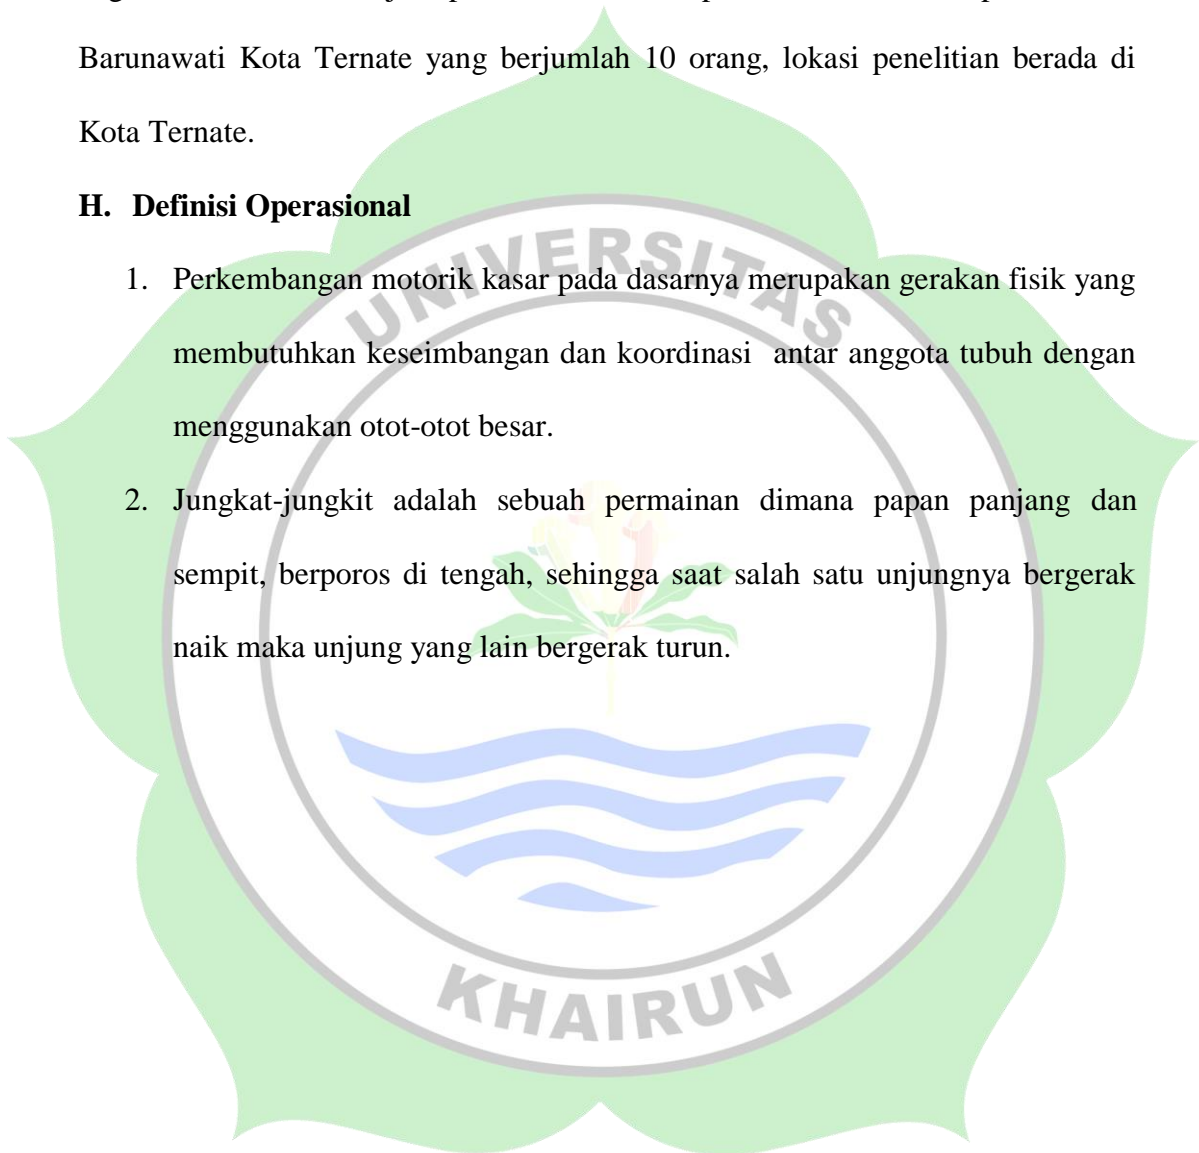 Barunawati Kota Ternate yang berjumlah 10 orang, lokasi penelitian berada di
Kota Ternate.
H. Definisi Operasional
1. Perkembangan motorik kasar pada dasarnya merupakan gerakan fisik yang
membutuhkan keseimbangan dan koordinasi antar anggota tubuh dengan
menggunakan otot-otot besar.
2. Jungkat-jungkit adalah sebuah permainan dimana papan panjang dan
sempit, berporos di tengah, sehingga saat salah satu unjungnya bergerak
naik maka unjung yang lain bergerak turun.
UNIVERSITAS
KHAIRUN